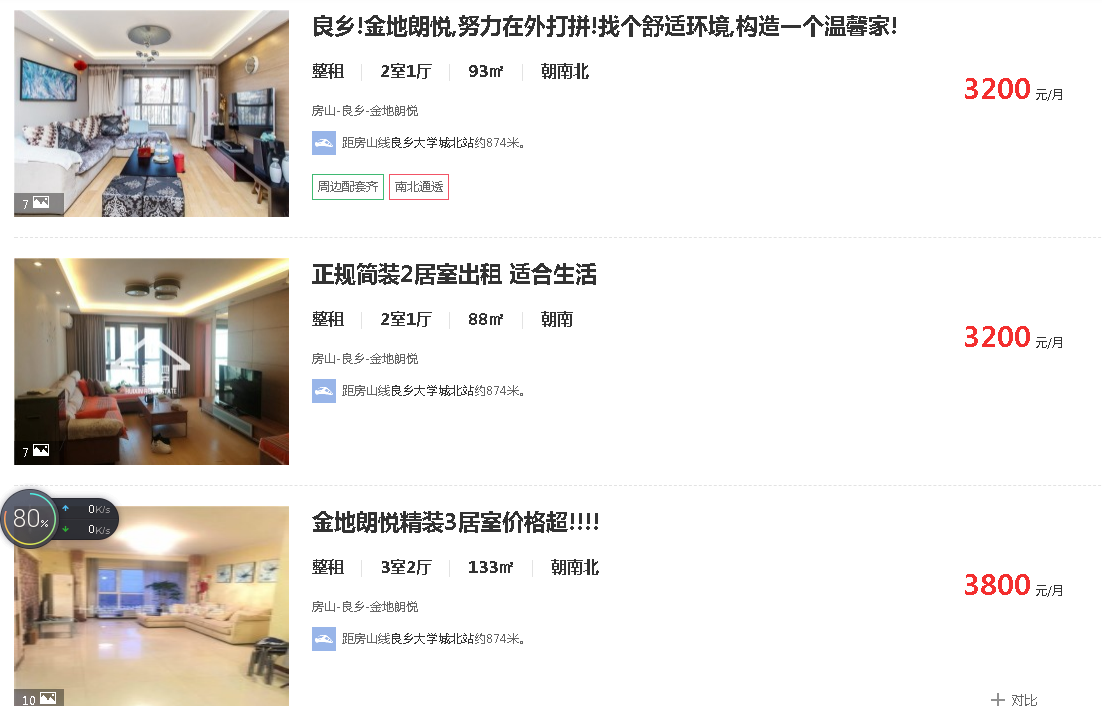 良乡!金地朗悦,努力在外打拼!找个舒适环境,构造一个温馨家!
整租 2室1厅 93㎡ 朝南北
3200 元/月
房山-良乡-金地朗悦
距房山线良乡大学城北站约874米。
周边配套齐 南北通透
7
正规简装2居室出租 适合生活
整租 2室1厅 88㎡ 朝南
3200 元/月
房山-良乡-金地朗悦
距房山线良乡大学城北站约874米。
7
80% 0K/s
0K/s
金地朗悦精装3居室价格超!!!!
整租 3室2厅 133㎡ 朝南北
3800 元/月
房山-良乡-金地朗悦
距房山线良乡大学城北站约874米。
10
对比